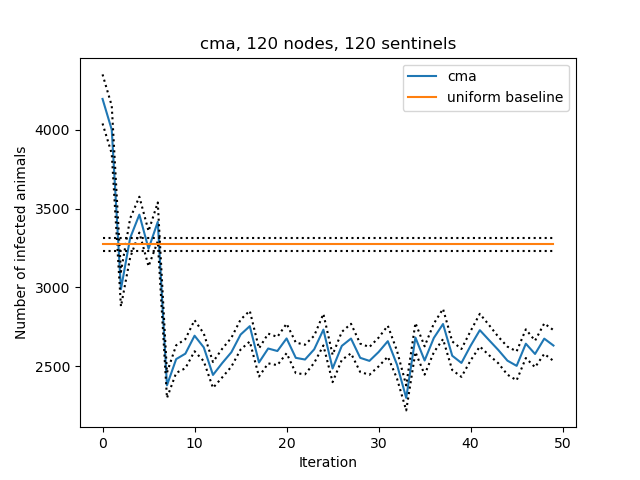 cma, 120 nodes, 120 sentinels
cma
uniform baseline
Number of infected animals
4000
3500
3000
2500
0 10 20 30 40 50
Iteration